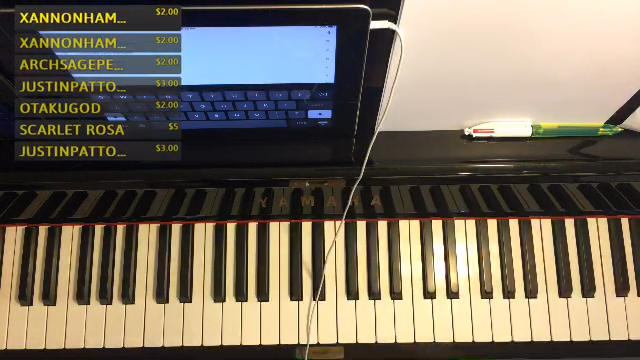 XANNONHAM... $2.00
XANNONHAM... $2.00
ARCHSAGEPE... $2.00
JUSTINPATTO... $3.00
OTAKUGOD $2.00
SCARLET ROSA $5
JUSTINPATTO... $3.00
YAMAHA